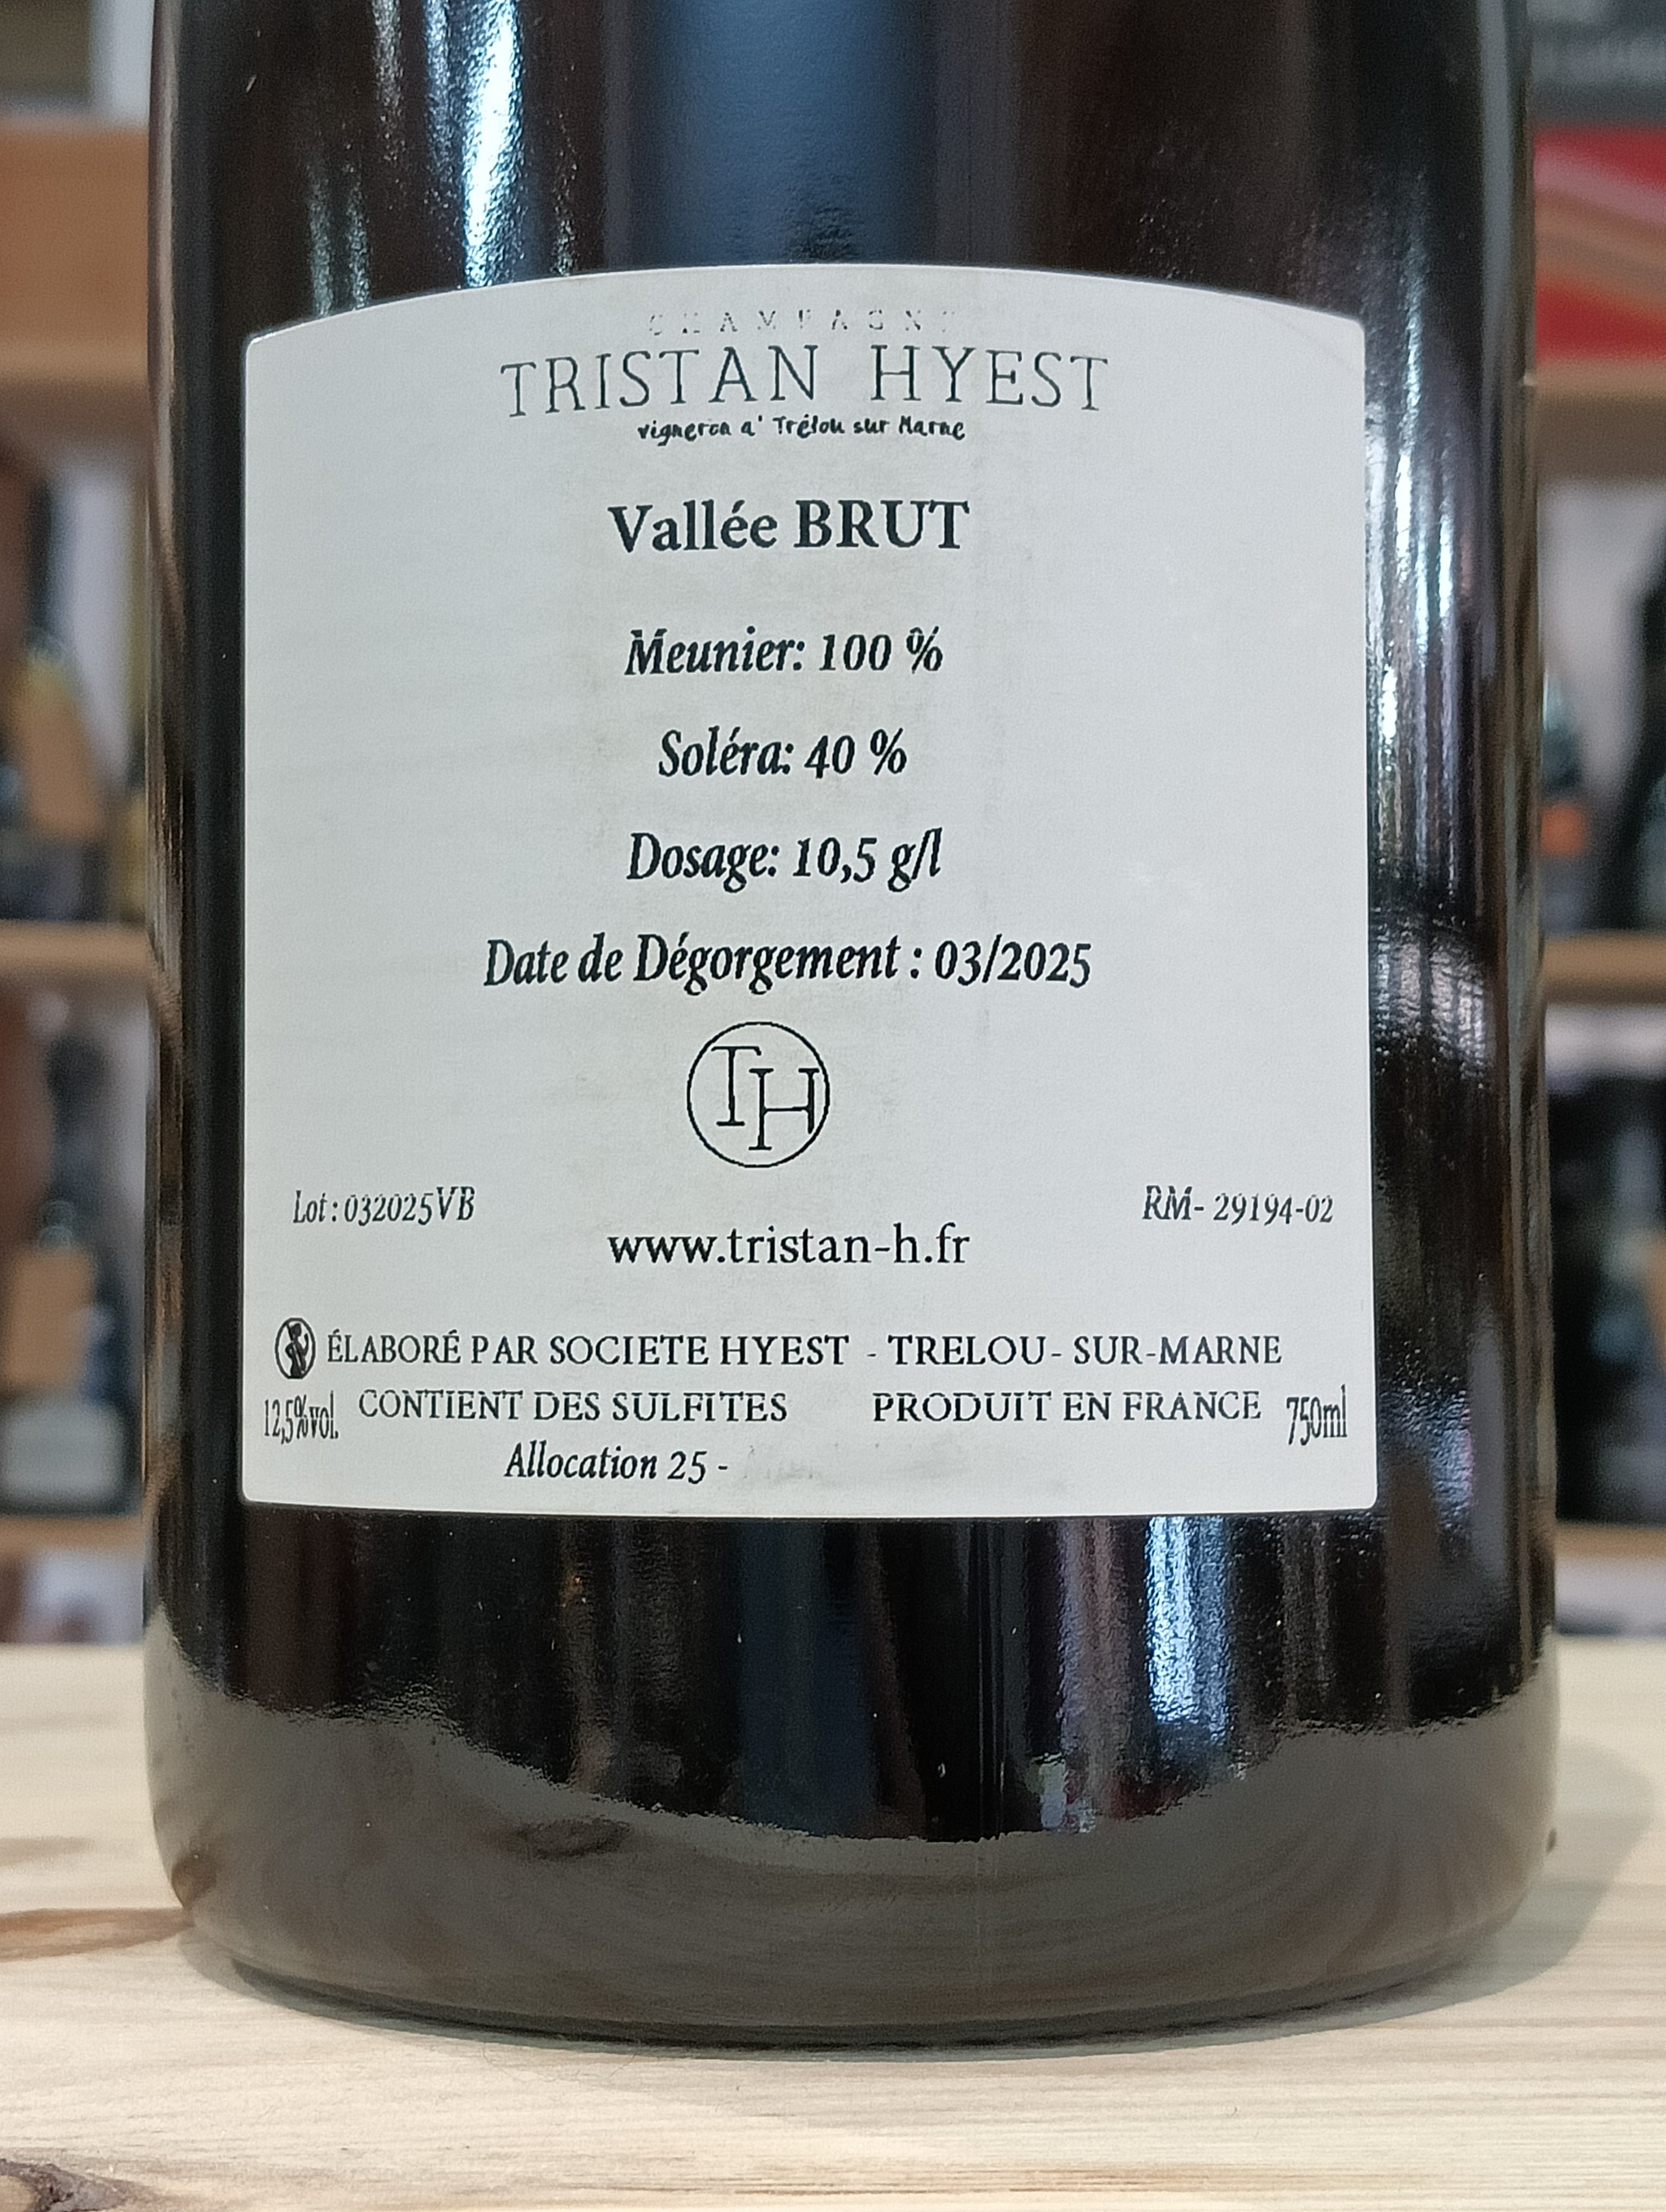 CHAMPAGNE
TRISTAN HYEST
vigneron a' Trélou sur Marne
Vallée BRUT
Meunier: 100 %
Soléra: 40 %
Dosage: 10,5 g/l
Date de Dégorgement : 03/2025
TH
Lot : 032025VB
RM- 29194-02
www.tristan-h.fr
ÉLABORÉ PAR SOCIETE HYEST - TRELOU- SUR-MARNE
12,5%vol. CONTIENT DES SULFITES PRODUIT EN FRANCE 750ml
Allocation 25 -